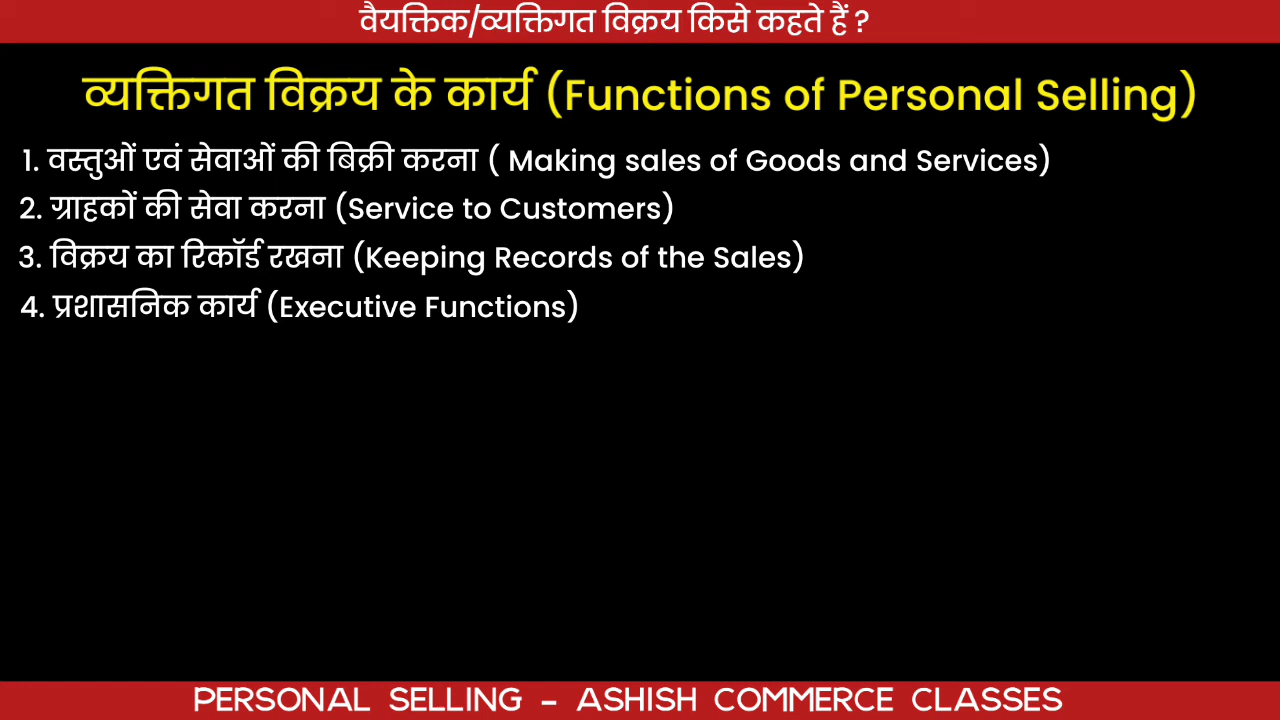 वैयक्तिक/व्यक्तिगत विक्रय किसे कहते हैं ?
व्यक्तिगत विक्रय के कार्य (Functions of Personal Selling)
1. वस्तुओं एवं सेवाओं की बिक्री करना ( Making sales of Goods and Services)
2. ग्राहकों की सेवा करना (Service to Customers)
3. विक्रय का रिकॉर्ड रखना (Keeping Records of the Sales)
4. प्रशासनिक कार्य (Executive Functions)
PERSONAL SELLING - ASHISH COMMERCE CLASSES